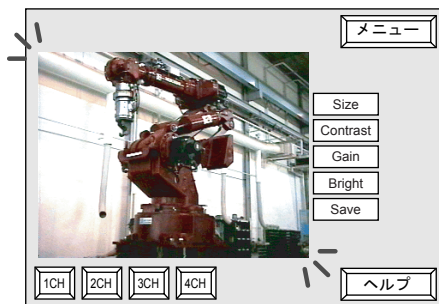 メニュー
Size
Contrast
Gain
Bright
Save
1CH 2CH 3CH 4CH
ヘルプ